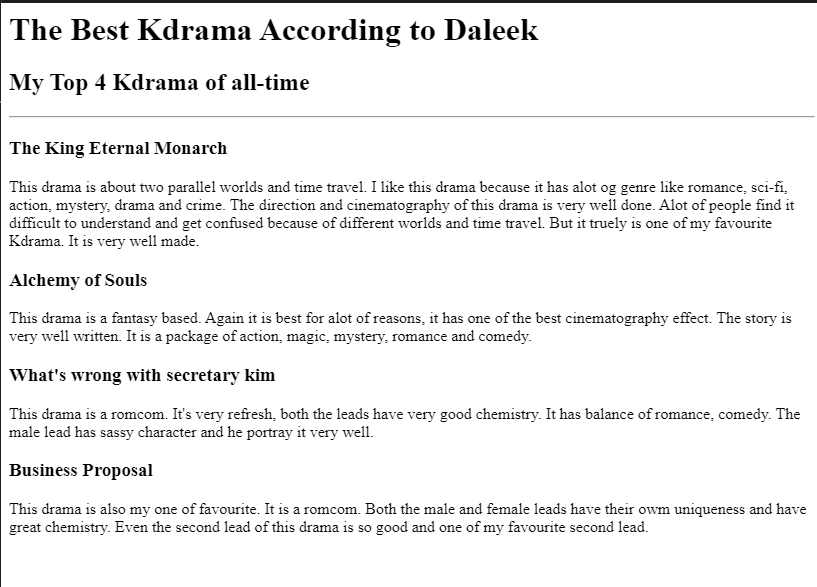 The Best Kdrama According to Daleek
My Top 4 Kdrama of all-time
The King Eternal Monarch
This drama is about two parallel worlds and time travel. I like this drama because it has alot og genre like romance, sci-fi,
action, mystery, drama and crime. The direction and cinematography of this drama is very well done. Alot of people find it
difficult to understand and get confused because of different worlds and time travel. But it truely is one of my favourite
Kdrama. It is very well made.
Alchemy of Souls
This drama is a fantasy based. Again it is best for alot of reasons, it has one of the best cinematography effect. The story is
very well written. It is a package of action, magic, mystery, romance and comedy.
What's wrong with secretary kim
This drama is a romcom. It's very refresh, both the leads have very good chemistry. It has balance of romance, comedy. The
male lead has sassy character and he portray it very well.
Business Proposal
This drama is also my one of favourite. It is a romcom. Both the male and female leads have their owm uniqueness and have
great chemistry. Even the second lead of this drama is so good and one of my favourite second lead.